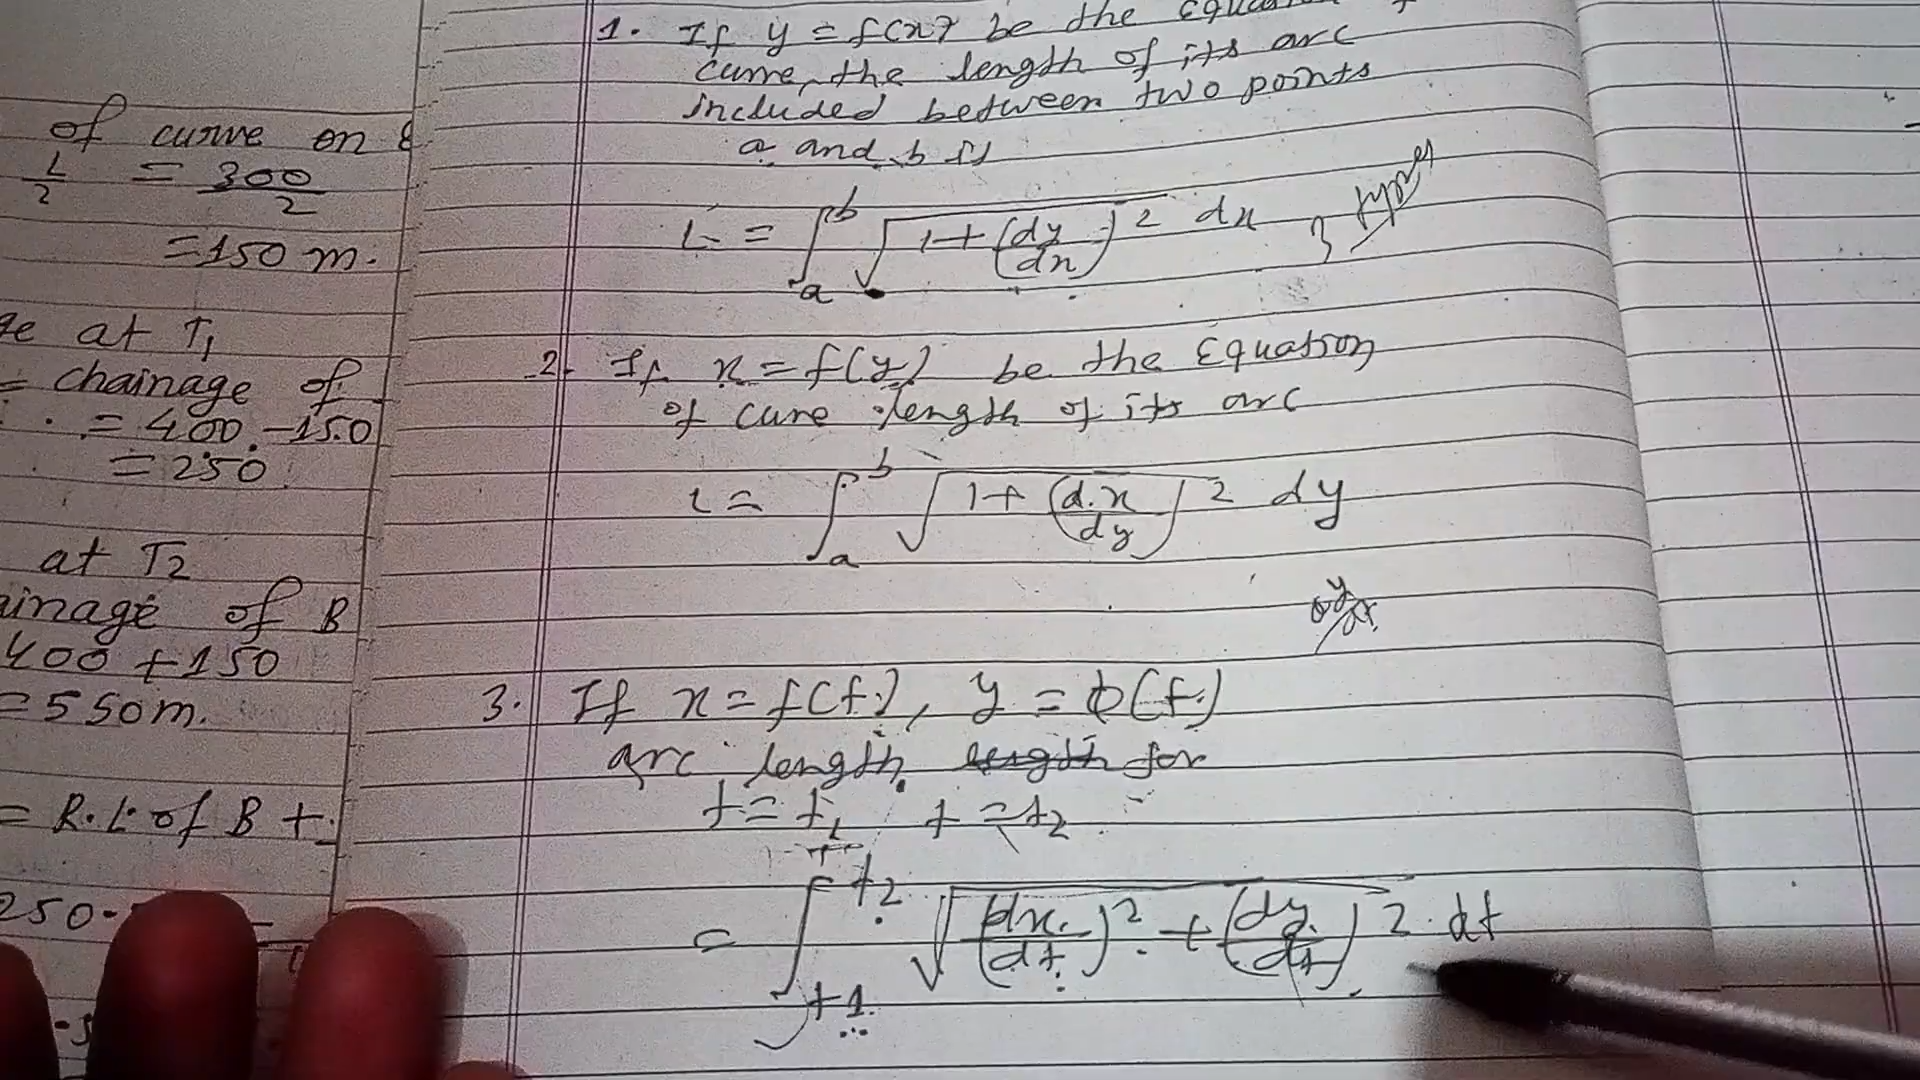 of curve on
L/2 = 300/2
= 150 m.
at T1
= chainage of
= 400 - 150
= 250
at T2
of B
400 + 150
= 550m.
= R.L. of B +
250
1. If y = f(x) be the
curve, the length of its arc
included between two points
a and b is
L = ∫_a^b √(1+(dy/dx)^2) dx
3 types
2. If x = f(y) be the Equation
of curve length of its arc
L = ∫_a^b √(1+(dx/dy)^2) dy
3. If x = f(t), y = φ(t)
arc length length for
t = t1 t = t2
= ∫_t1^t2 √((dx/dt)^2 + (dy/dt)^2) . dt